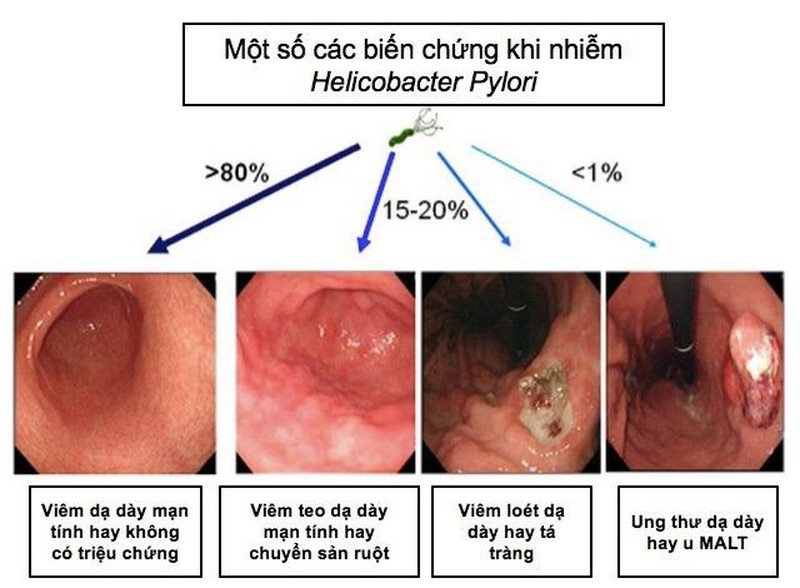 Một số các biến chứng khi nhiễm
Helicobacter Pylori
>80%
15-20%
<1%
Viêm dạ dày mạn
tính hay không
có triệu chứng
Viêm teo dạ dày
mạn tính hay
chuyển sản ruột
Viêm loét dạ
dày hay tá
tràng
Ung thư dạ dày
hay u MALT